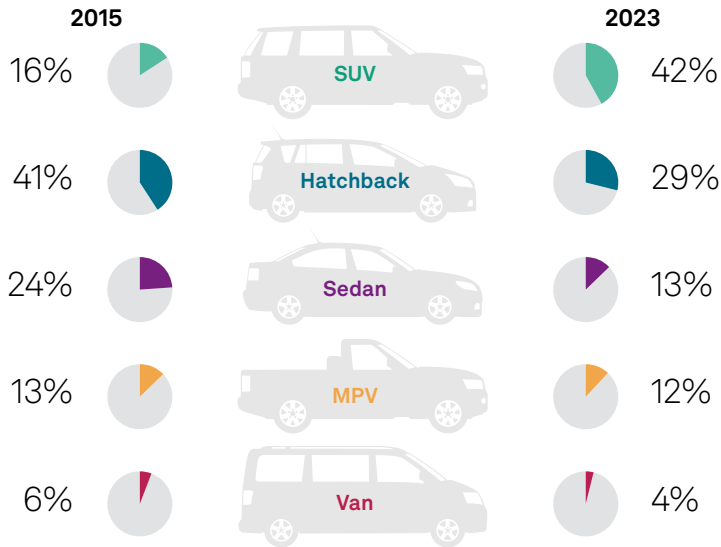 2015 2023
16% SUV 42%
41% Hatchback 29%
24% Sedan 13%
13% MPV 12%
6% Van 4%